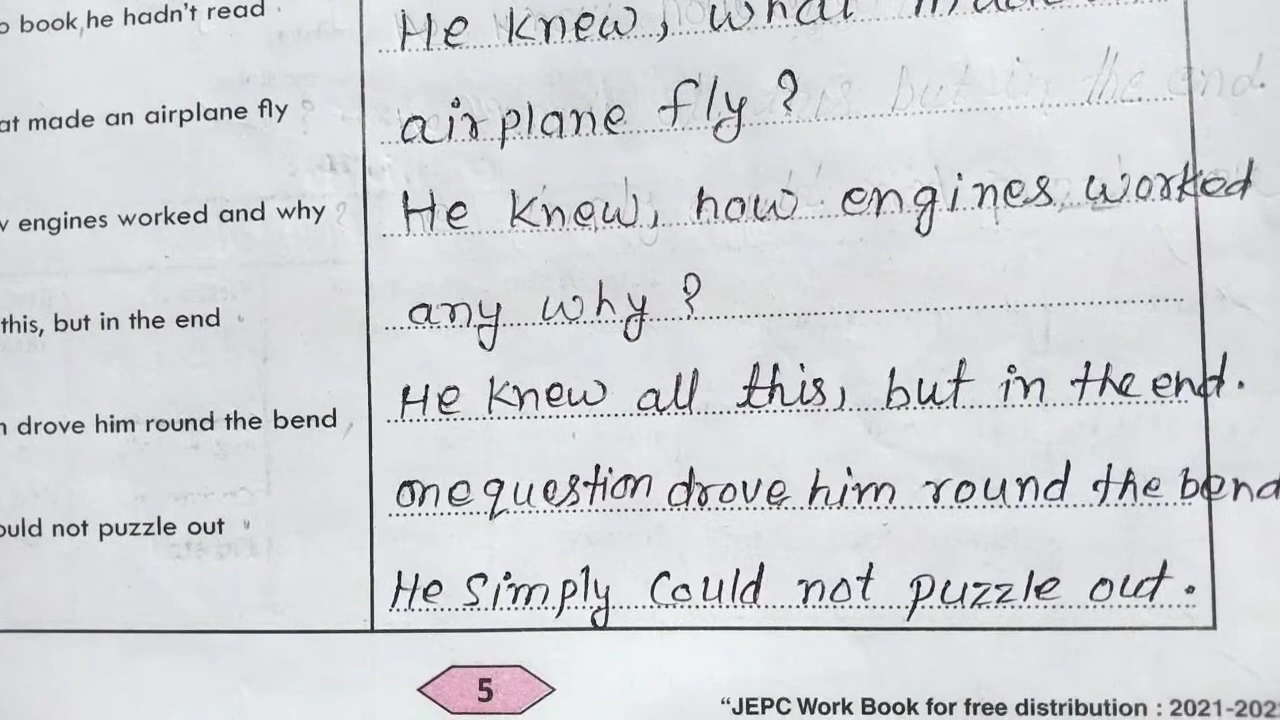 book, he hadn't read
He knew, what
made an airplane fly ?
airplane fly ?
engines worked and why ?
He knew, how engines worked
any why ?
this, but in the end
He knew all this, but in the end.
drove him round the bend,
one question drove him round the bend
not puzzle out
He simply could not puzzle out.
5
"JEPC Work Book for free distribution : 2021-202